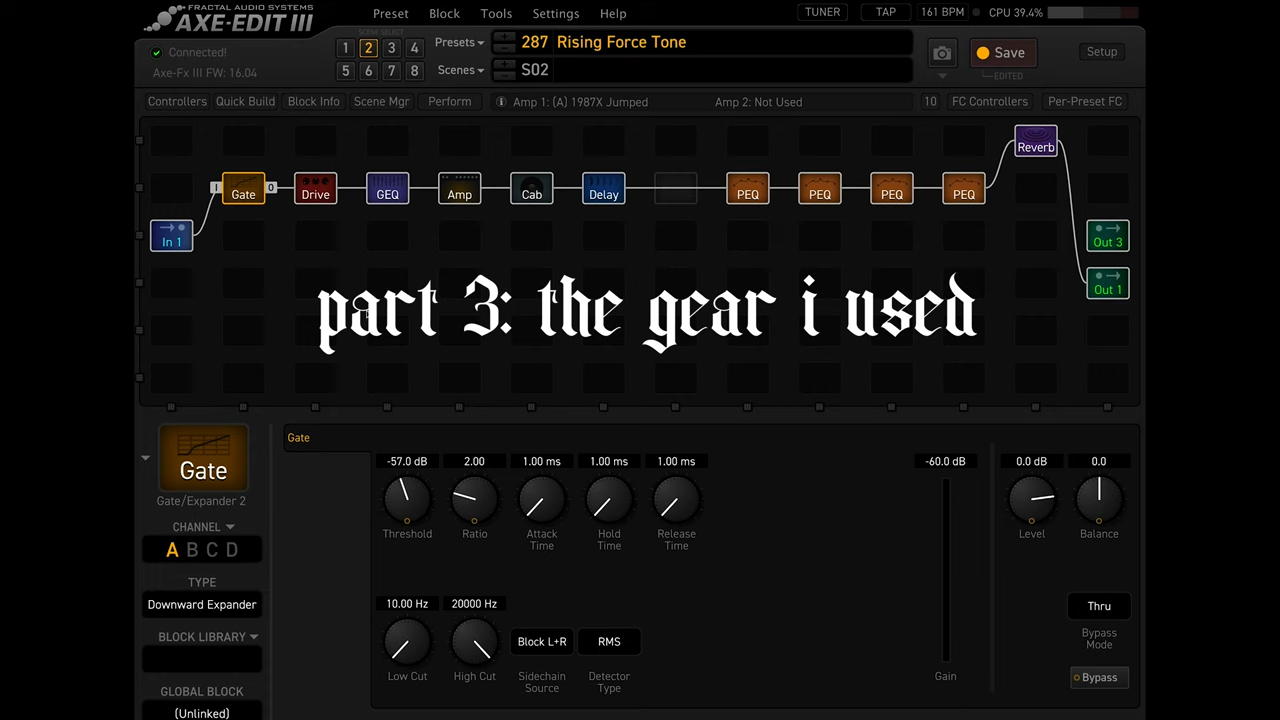 FRACTAL AUDIO SYSTEMS
AXE-EDIT III
Preset Block Tools Settings Help
TUNER TAP 161 BPM CPU 39.4%
Connected!
Axe-Fx III FW: 16.04
SCENE SELECT
1 2 3 4
5 6 7 8
Presets 287 Rising Force Tone
Scenes S02
Save
EDITED
Setup
Controllers Quick Build Block Info Scene Mgr Perform Amp 1: (A) 1987X Jumped Amp 2: Not Used 10 FC Controllers Per-Preset FC
Reverb
I Gate O Drive GEQ Amp Cab Delay PEQ PEQ PEQ PEQ
In 1 Out 3
Out 1
part 3: the gear i used
Gate
Gate
Gate/Expander 2
CHANNEL
A B C D
TYPE
Downward Expander
BLOCK LIBRARY
GLOBAL BLOCK
(Unlinked)
-57.0 dB 2.00 1.00 ms 1.00 ms 1.00 ms -60.0 dB 0.0 dB 0.0
Threshold Ratio Attack Time Hold Time Release Time Level Balance
10.00 Hz 20000 Hz
Block L+R RMS Thru
Low Cut High Cut Sidechain Source Detector Type Gain
Bypass Mode
Bypass